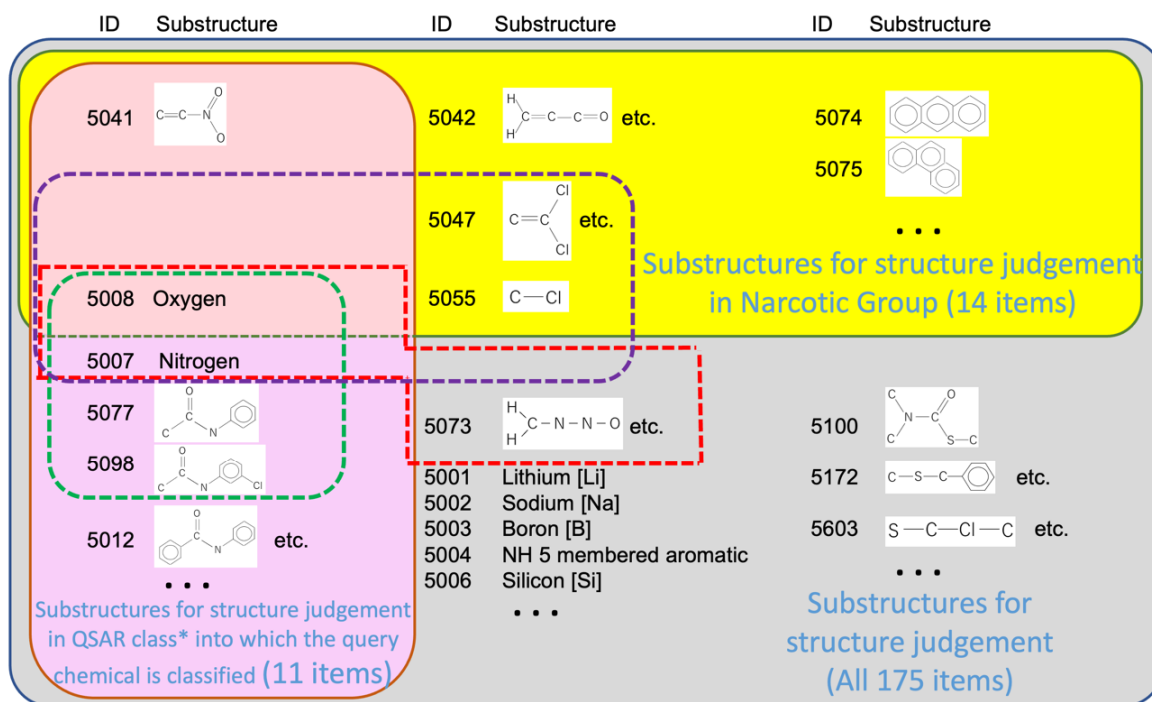 ID Substructure ID Substructure ID Substructure
5041 C=C N O O 5042 H H C=C-C=O etc. 5074
5075
5047 C=C Cl Cl etc.
. . .
Substructures for structure judgement
in Narcotic Group (14 items)
5008 Oxygen 5055 C-Cl
5007 Nitrogen
5077 O C C N
5073 H H C-N-N-O etc.
5100 C N C O S-C
5098 O C C N Cl
5001 Lithium [Li]
5172 C-S-C etc.
5002 Sodium [Na]
5012 O C N etc.
5003 Boron [B]
5603 S-C-Cl-C etc.
5004 NH 5 membered aromatic
5006 Silicon [Si]
. . .
. . .
. . .
Substructures for structure judgement
in QSAR class* into which the query
chemical is classified (11 items)
Substructures for
structure judgement
(All 175 items)